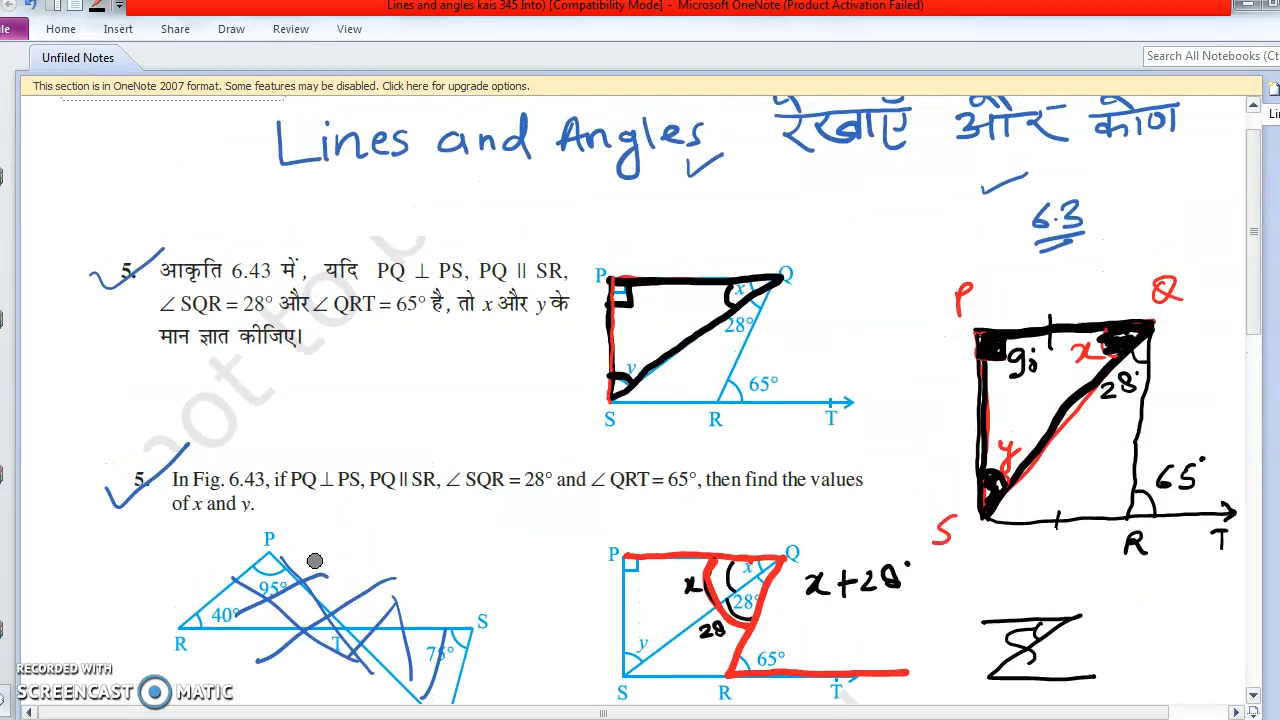 Lines and angles kais 345 Into) [Compatibility Mode] - Microsoft OneNote (Product Activation Failed)
Home Insert Share Draw Review View
Unfiled Notes
Search All Notebooks (Ct
This section is in OneNote 2007 format. Some features may be disabled. Click here for upgrade options.
Lines and Angles रेखाएँ और कोण
6.3
5. आकृति 6.43 में, यदि PQ ⊥ PS, PQ || SR,
∠ SQR = 28° और ∠ QRT = 65° है, तो x और y के
मान ज्ञात कीजिए।
P Q
x
28°
y
65°
S R T
P Q
90° x
28°
y
65°
S R T
5. In Fig. 6.43, if PQ ⊥ PS, PQ || SR, ∠ SQR = 28° and ∠ QRT = 65°, then find the values
of x and y.
P
95°
40°
R T S
75°
P Q
x x
28°
28
y
65°
S R T
x+28°
RECORDED WITH
SCREENCAST MATIC